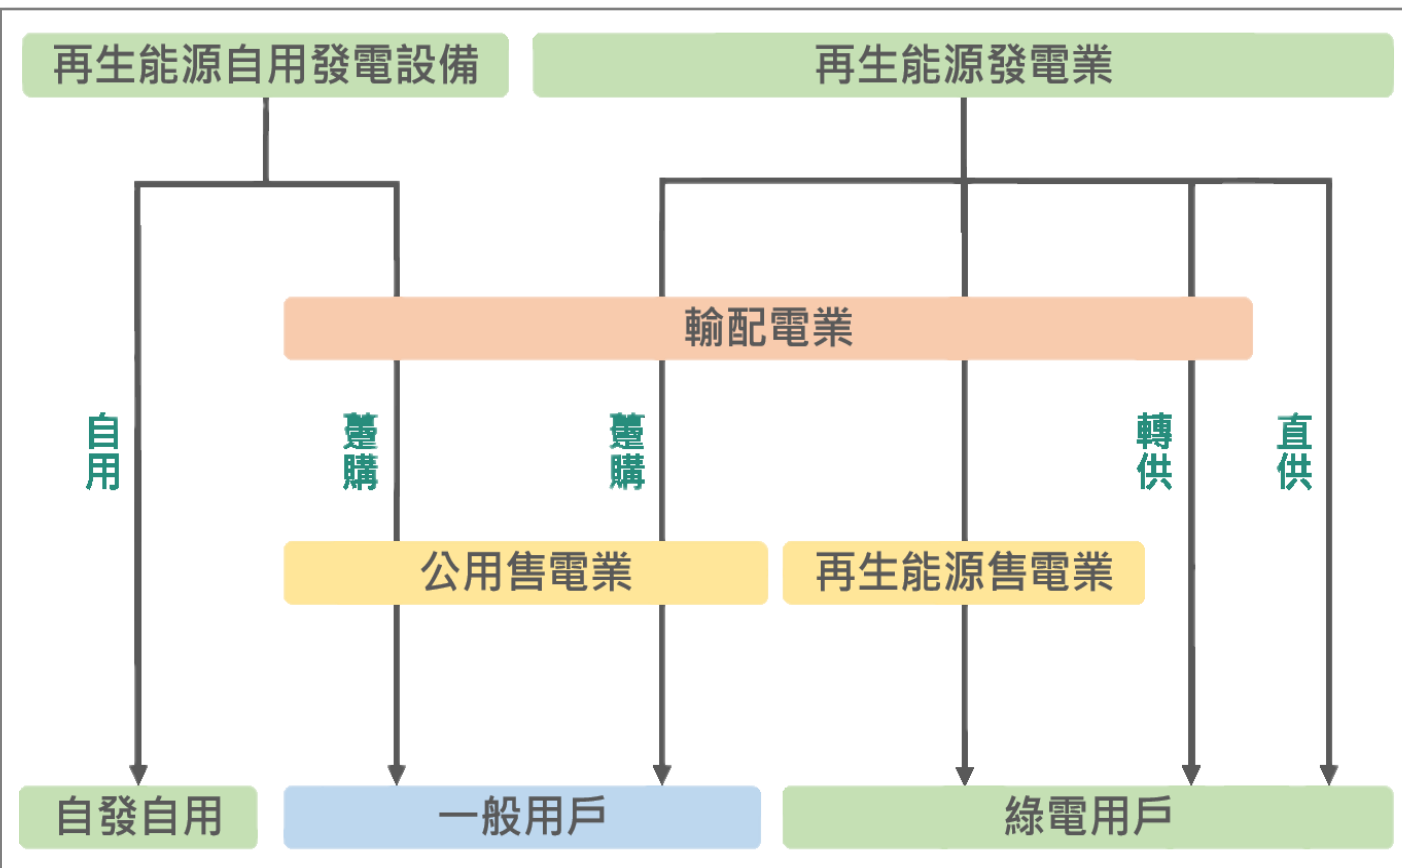 再生能源自用發電設備
再生能源發電業
輸配電業
自用
躉購
躉購
轉供
直供
公用售電業
再生能源售電業
自發自用
一般用戶
綠電用戶